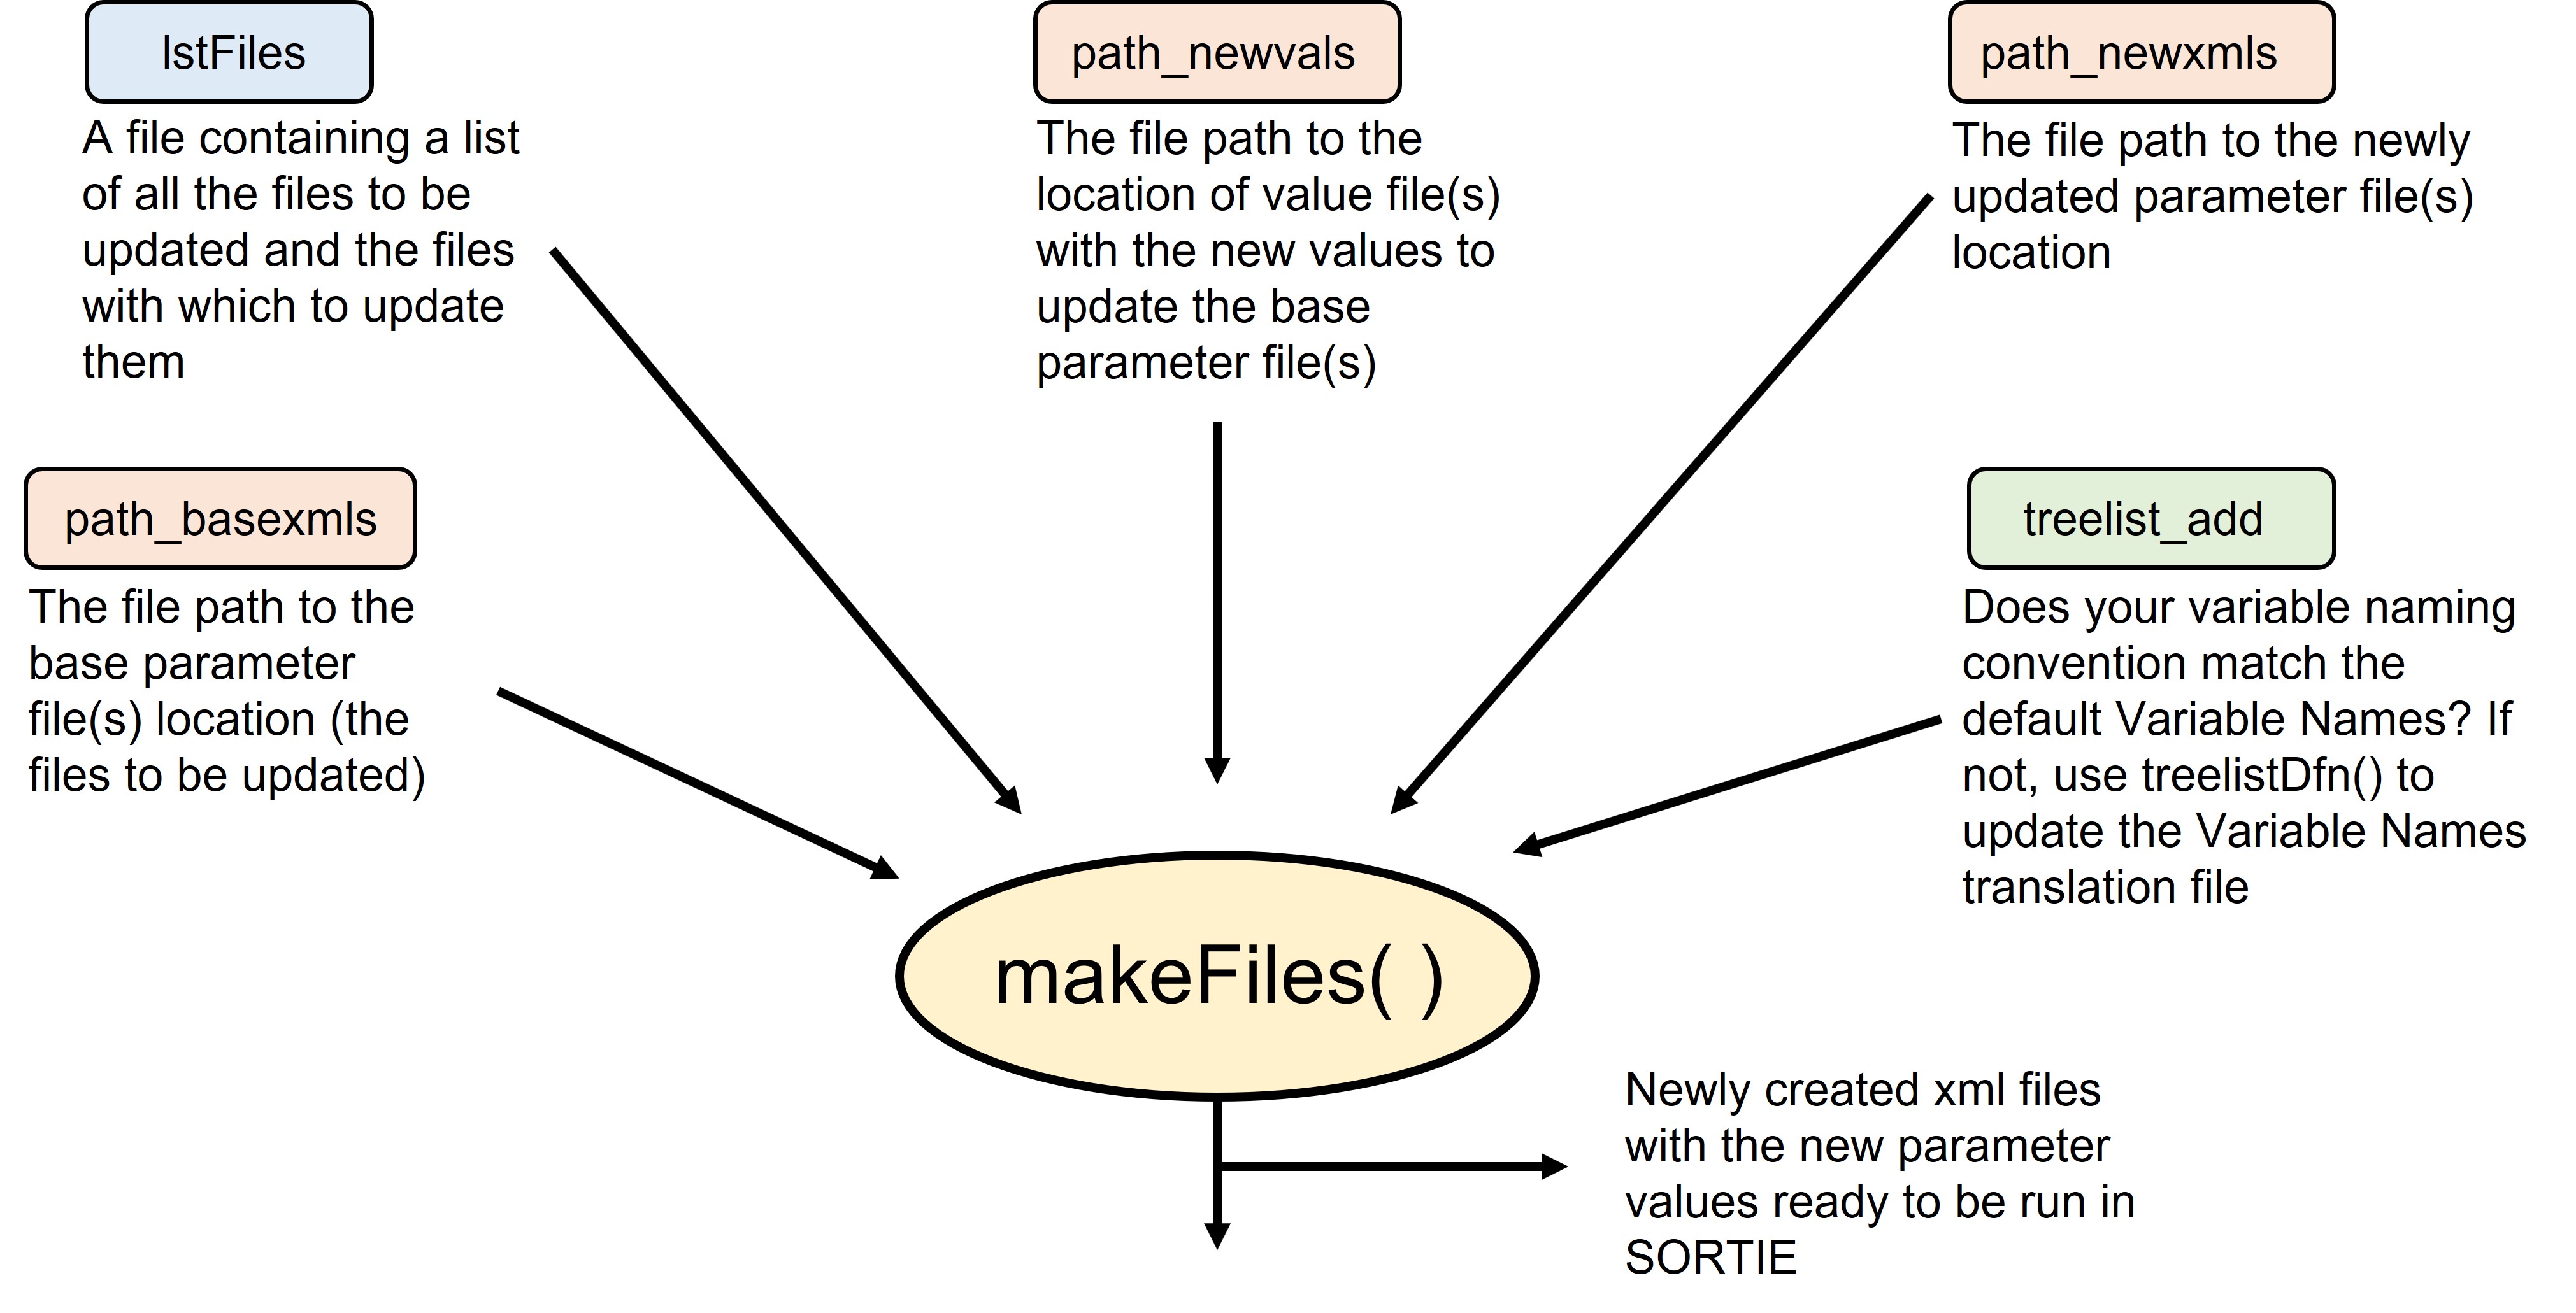 lstFiles
A file containing a list
of all the files to be
updated and the files
with which to update
them
path_newvals
The file path to the
location of value file(s)
with the new values to
update the base
parameter file(s)
path_newxmls
The file path to the newly
updated parameter file(s)
location
path_basexmls
The file path to the
base parameter
file(s) location (the
files to be updated)
treelist_add
Does your variable naming
convention match the
default Variable Names? If
not, use treelistDfn() to
update the Variable Names
translation file
makeFiles( )
Newly created xml files
with the new parameter
values ready to be run in
SORTIE